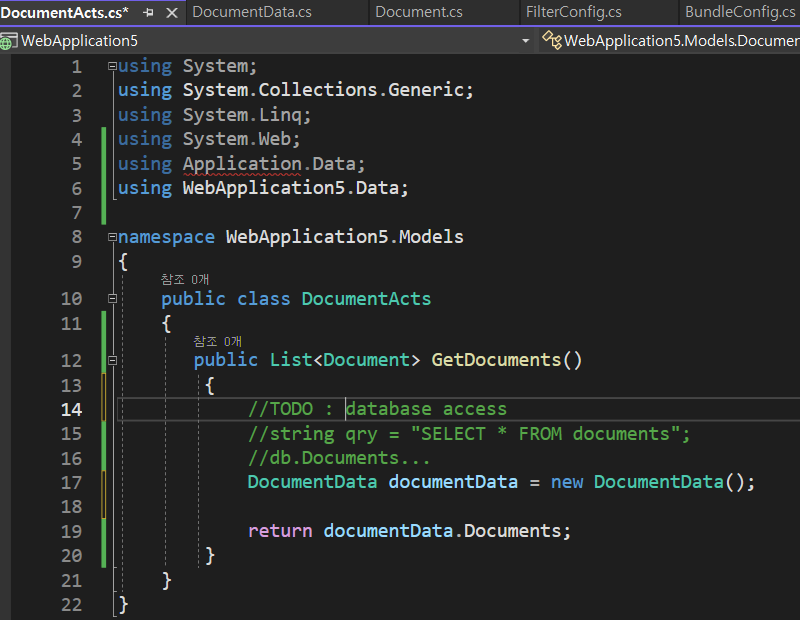 DocumentActs.cs* DocumentData.cs Document.cs FilterConfig.cs BundleConfig.cs
WebApplication5 WebApplication5.Models.Documen
1 using System;
2 using System.Collections.Generic;
3 using System.Linq;
4 using System.Web;
5 using Application.Data;
6 using WebApplication5.Data;
7
8 namespace WebApplication5.Models
9 {
참조 0개
10 public class DocumentActs
11 {
참조 0개
12 public List<Document> GetDocuments()
13 {
14 //TODO : database access
15 //string qry = "SELECT * FROM documents";
16 //db.Documents...
17 DocumentData documentData = new DocumentData();
18
19 return documentData.Documents;
20 }
21 }
22 }